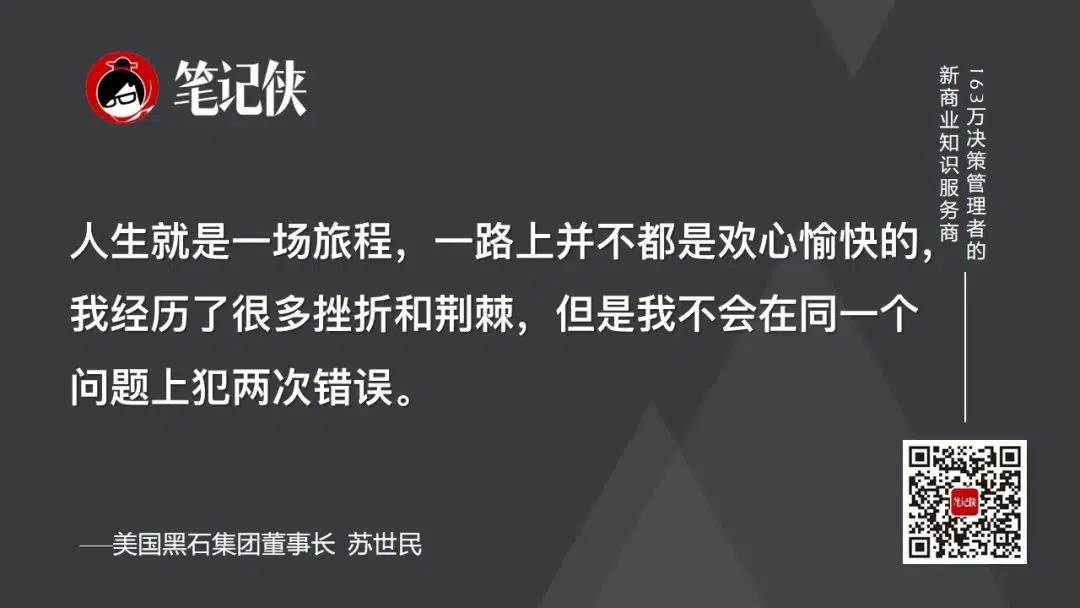 笔记侠
163万决策管理者的
新商业知识服务商
人生就是一场旅程，一路上并不都是欢心愉快的，
我经历了很多挫折和荆棘，但是我不会在同一个
问题上犯两次错误。
——美国黑石集团董事长 苏世民
笔记侠